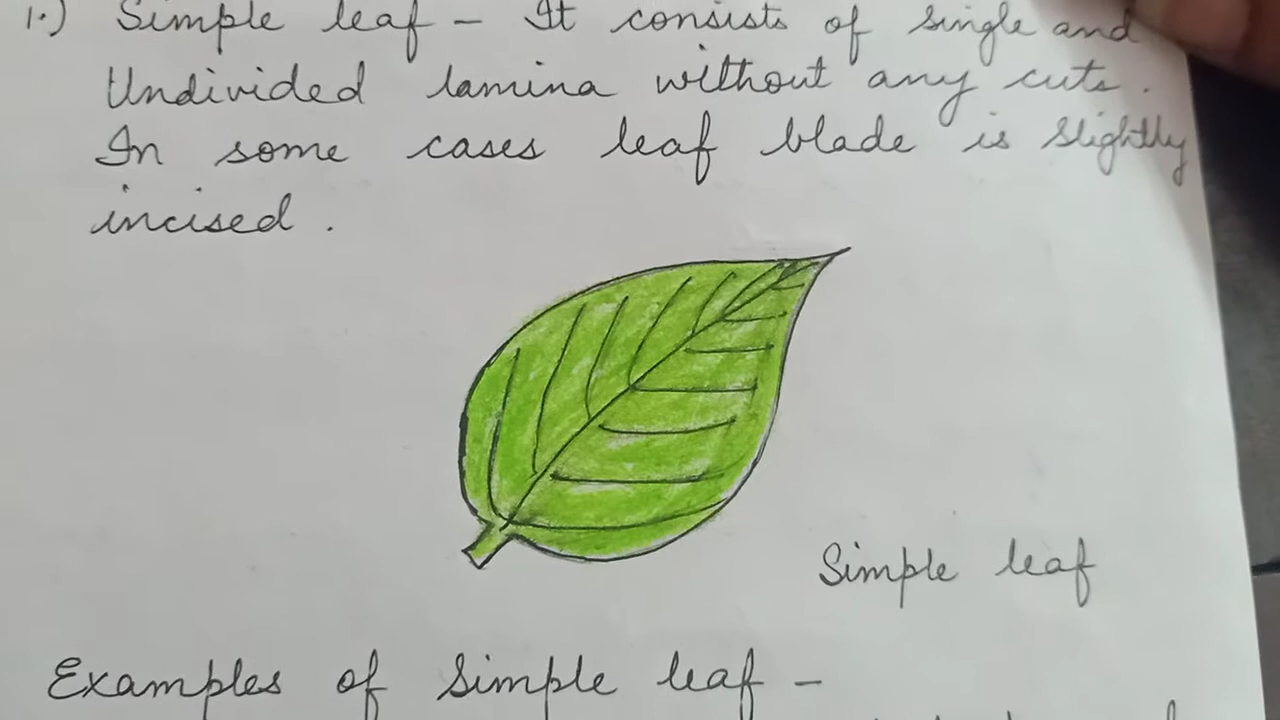 1.) Simple leaf - It consists of single and
Undivided lamina without any cuts.
In some cases leaf blade is slightly
incised.
Simple leaf
Examples of Simple leaf -